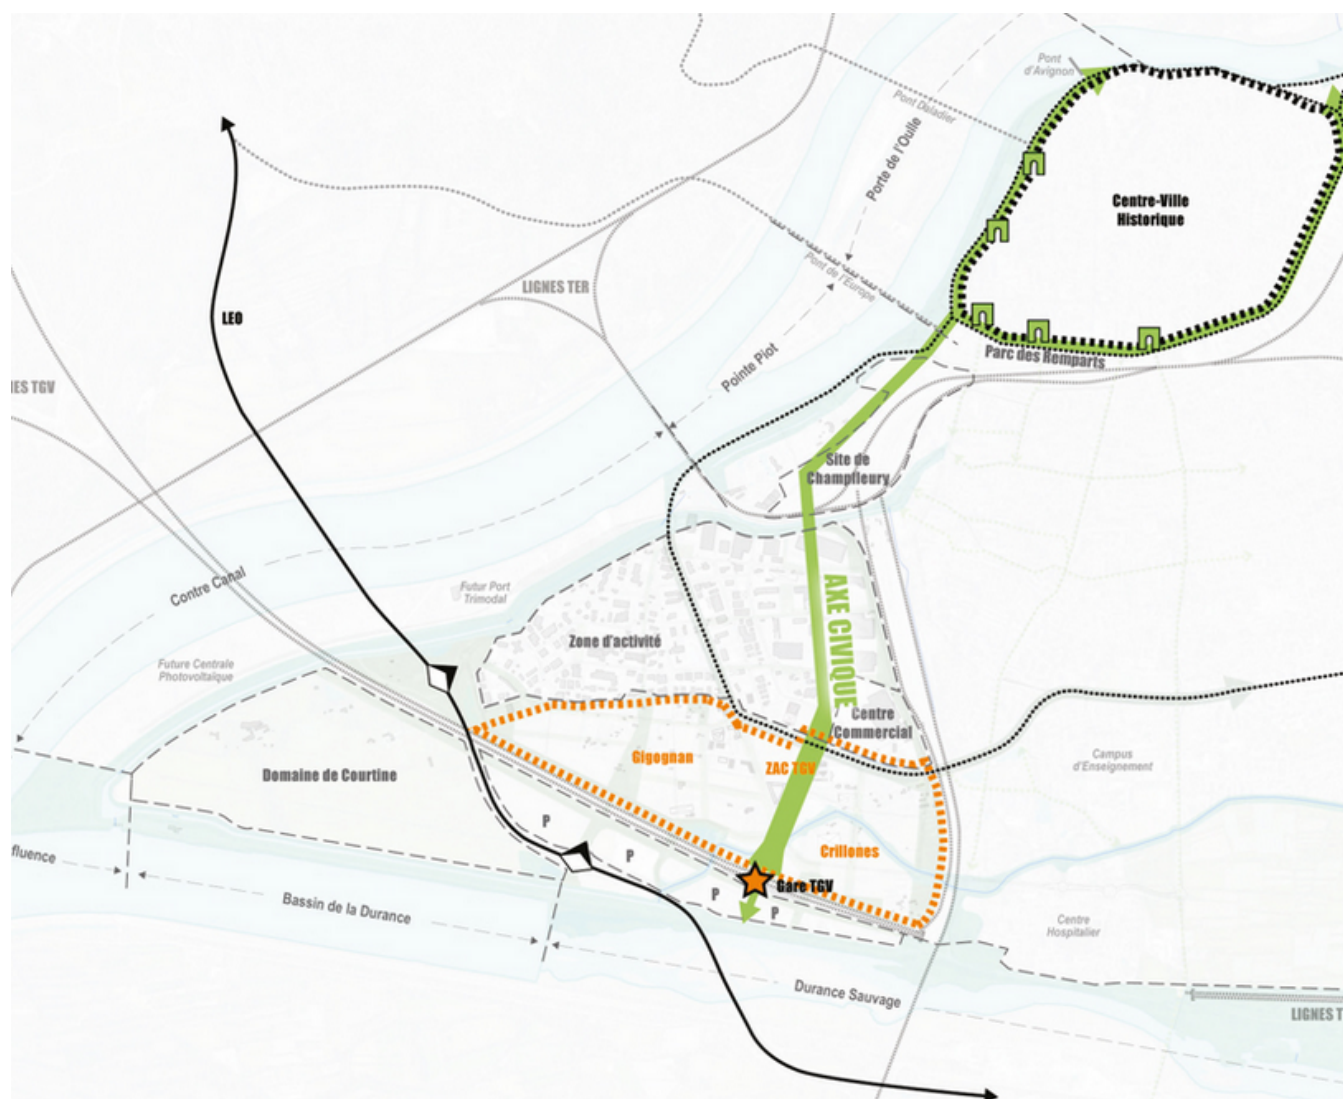 Pont
d'Avignon
Pont Daladier
Porte de l'Oulle
Centre-Ville
Historique
Pont de l'Europe
LIGNES TER
LEO
Parc des Remparts
Pointe Piot
IES TGV
Site de
Champfleury
Contre Canal
Futur Port
Trimodal
AXE CIVIQUE
Zone d'activité
Future Centrale
Photovoltaïque
Centre
Commercial
Gigognan
ZAC TGV
Campus
d'Enseignement
Domaine de Courtine
P
P
Crillones
fluence
Gare TGV
P
P
Bassin de la Durance
Centre
Hospitalier
Durance Sauvage
LIGNES T